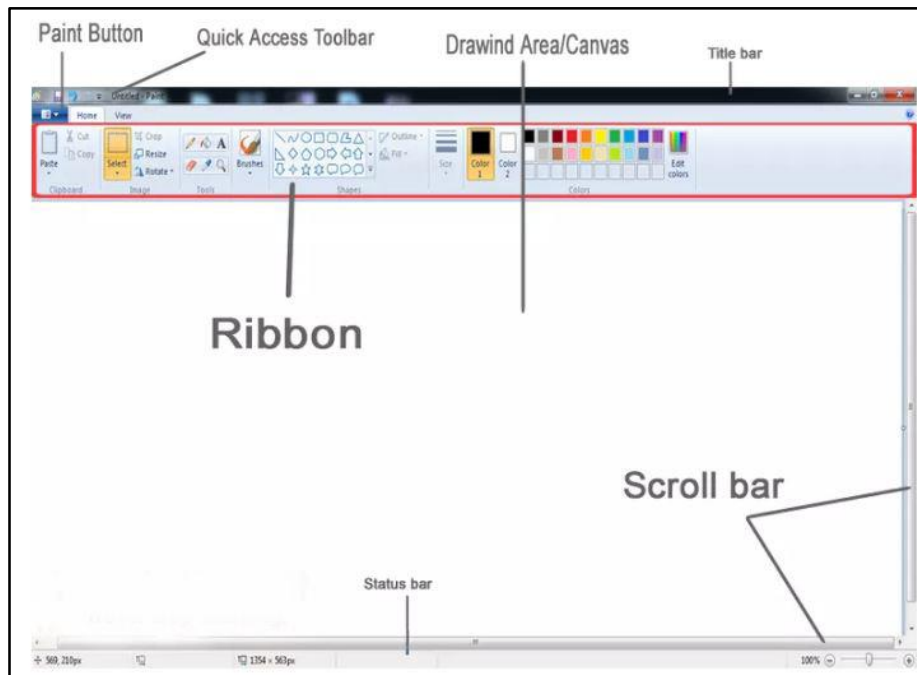 Paint Button
Quick Access Toolbar
Drawind Area/Canvas
Title bar
Untitled - Paint
Home View
Paste
Cut
Copy
Clipboard
Select
Crop
Resize
Rotate
Image
A
Tools
Brushes
Shapes
Outline
Fill
Size
Color
1
Color
2
Edit
colors
Colors
Ribbon
Scroll bar
Status bar
569, 210px
1354 × 563px
100%